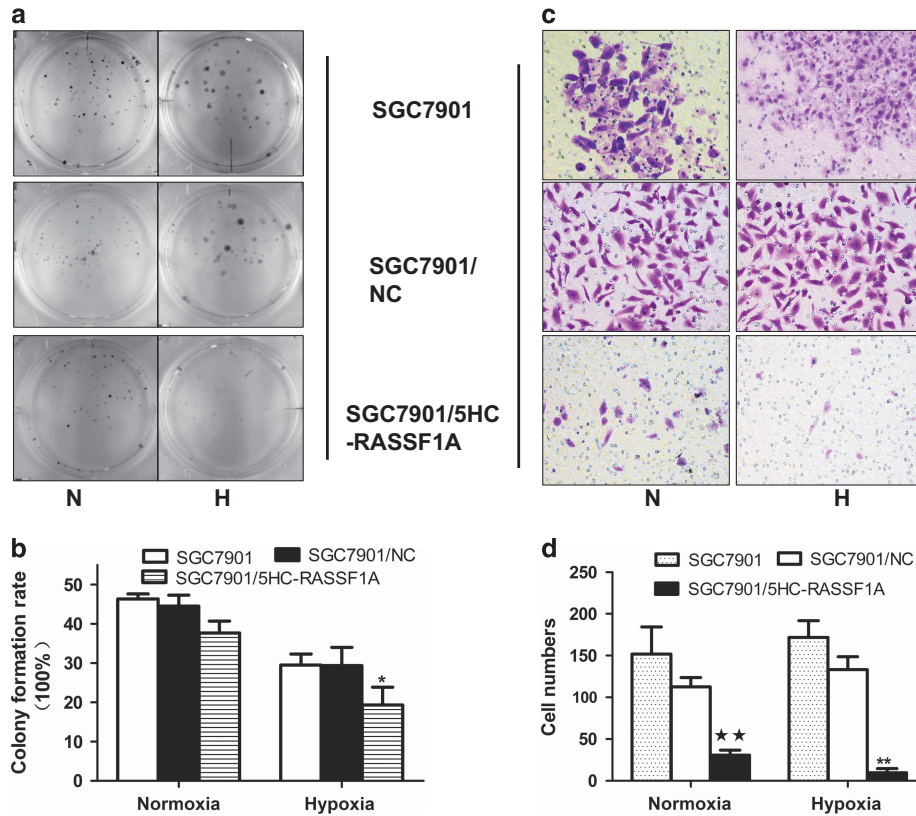 a
SGC7901
SGC7901/
NC
SGC7901/5HC
-RASSF1A
N H
c
N H
b
SGC7901
SGC7901/NC
SGC7901/5HC-RASSF1A
Colony formation rate
(100%)
50
40
30
20
10
0
*
Normoxia Hypoxia
d
SGC7901
SGC7901/NC
SGC7901/5HC-RASSF1A
Cell numbers
250
200
150
100
50
0
★★
**
Normoxia Hypoxia